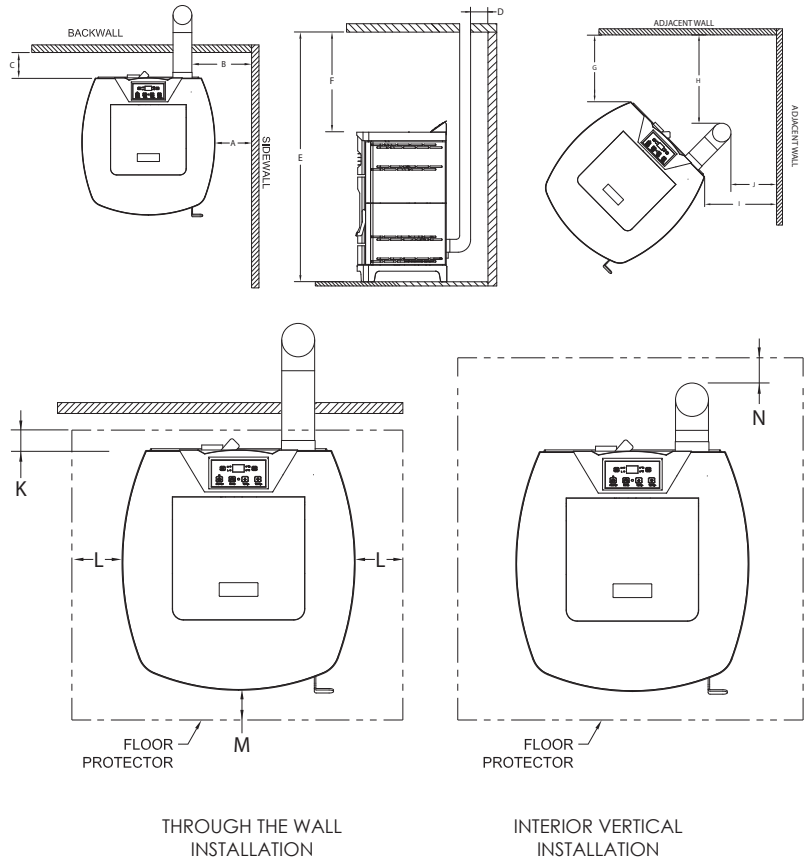 BACKWALL
C
B
A
SIDEWALL
D
F
E
ADJACENT WALL
G
H
ADJACENT WALL
J
I
K
L
L
M
FLOOR
PROTECTOR
THROUGH THE WALL
INSTALLATION
N
FLOOR
PROTECTOR
INTERIOR VERTICAL
INSTALLATION